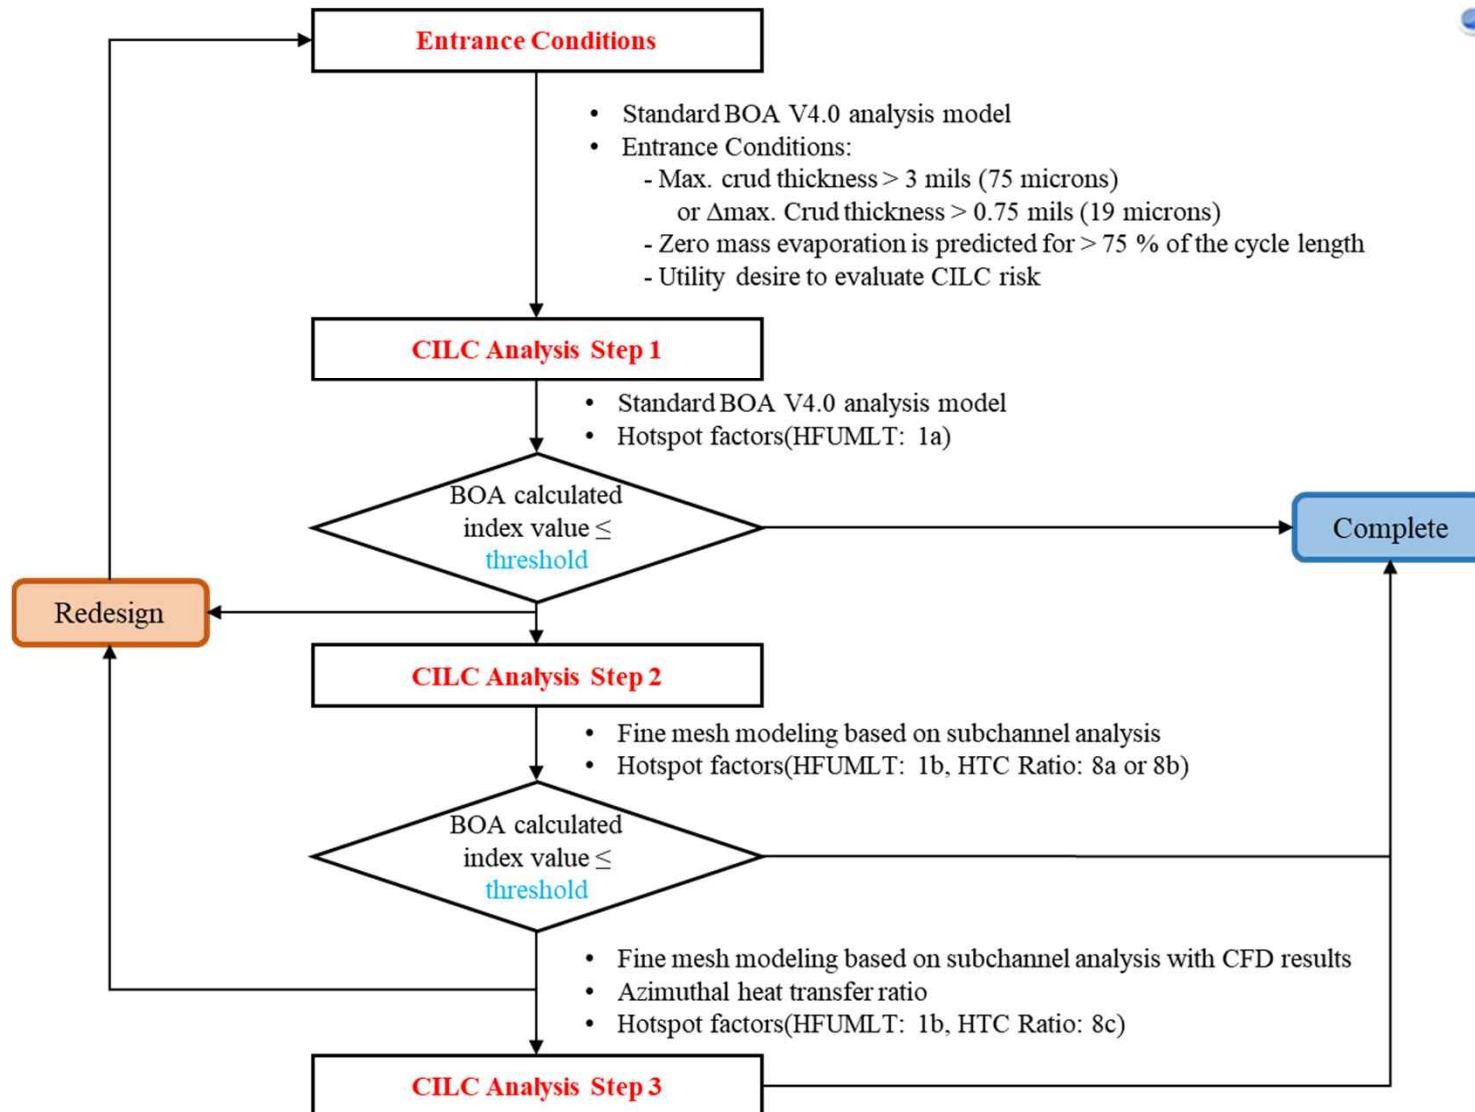 Entrance Conditions
• Standard BOA V4.0 analysis model
• Entrance Conditions:
- Max. crud thickness > 3 mils (75 microns)
or Δmax. Crud thickness > 0.75 mils (19 microns)
- Zero mass evaporation is predicted for > 75 % of the cycle length
- Utility desire to evaluate CILC risk
CILC Analysis Step 1
• Standard BOA V4.0 analysis model
• Hotspot factors(HFUMLT: 1a)
BOA calculated
index value ≤
threshold
Complete
Redesign
CILC Analysis Step 2
• Fine mesh modeling based on subchannel analysis
• Hotspot factors(HFUMLT: 1b, HTC Ratio: 8a or 8b)
BOA calculated
index value ≤
threshold
• Fine mesh modeling based on subchannel analysis with CFD results
• Azimuthal heat transfer ratio
• Hotspot factors(HFUMLT: 1b, HTC Ratio: 8c)
CILC Analysis Step 3